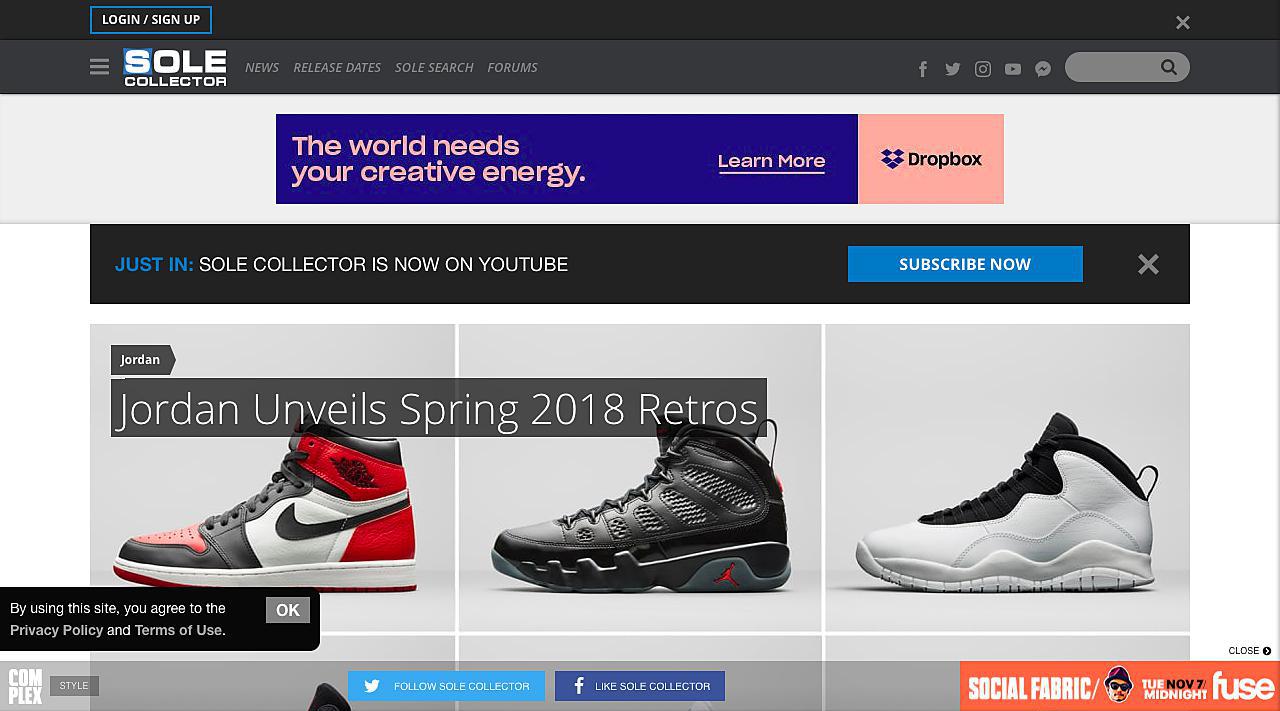 LOGIN / SIGN UP
SOLE
COLLECTOR
NEWS RELEASE DATES SOLE SEARCH FORUMS
The world needs
your creative energy.
Learn More
Dropbox
JUST IN: SOLE COLLECTOR IS NOW ON YOUTUBE
SUBSCRIBE NOW
Jordan
Jordan Unveils Spring 2018 Retros
By using this site, you agree to the
Privacy Policy and Terms of Use.
OK
CLOSE
COM
PLEX
STYLE
FOLLOW SOLE COLLECTOR
LIKE SOLE COLLECTOR
SOCIAL FABRIC/
TUE NOV 7/
MIDNIGHT
fuse